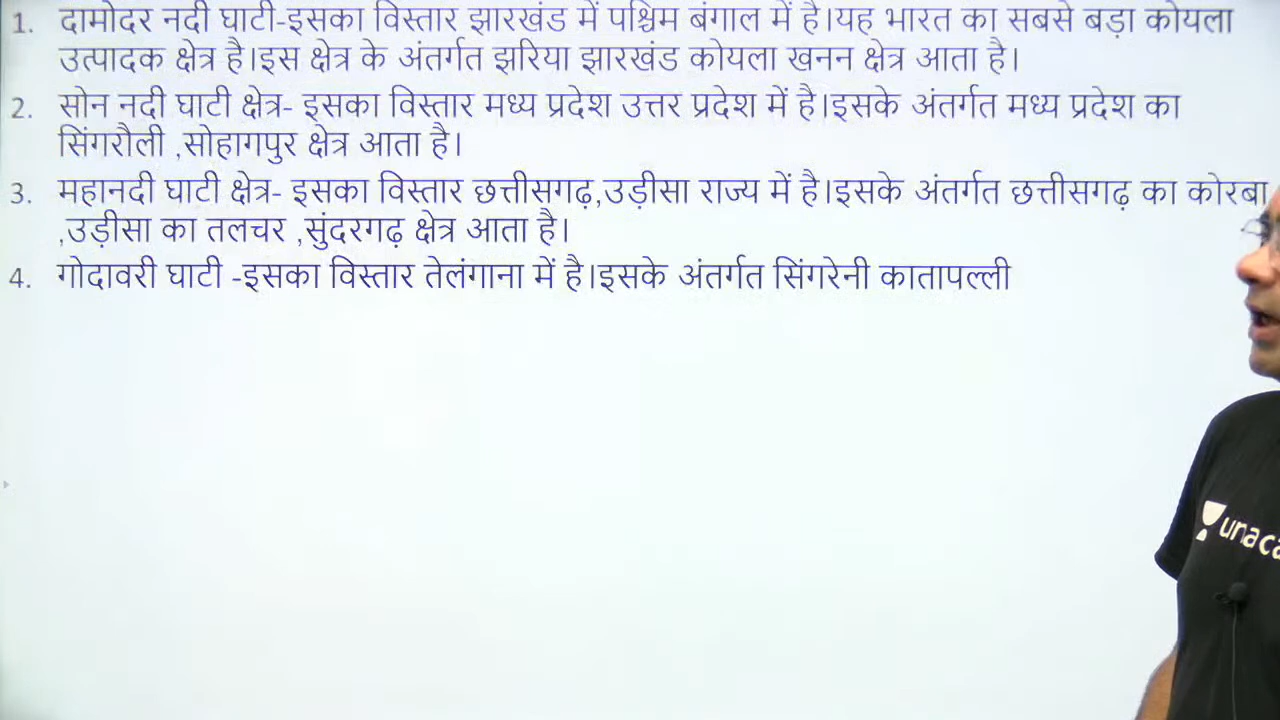 1. दामोदर नदी घाटी-इसका विस्तार झारखंड में पश्चिम बंगाल में है।यह भारत का सबसे बड़ा कोयला
उत्पादक क्षेत्र है।इस क्षेत्र के अंतर्गत झरिया झारखंड कोयला खनन क्षेत्र आता है।
2. सोन नदी घाटी क्षेत्र- इसका विस्तार मध्य प्रदेश उत्तर प्रदेश में है।इसके अंतर्गत मध्य प्रदेश का
सिंगरौली ,सोहागपुर क्षेत्र आता है।
3. महानदी घाटी क्षेत्र- इसका विस्तार छत्तीसगढ़,उड़ीसा राज्य में है।इसके अंतर्गत छत्तीसगढ़ का कोरबा
,उड़ीसा का तलचर ,सुंदरगढ़ क्षेत्र आता है।
4. गोदावरी घाटी -इसका विस्तार तेलंगाना में है।इसके अंतर्गत सिंगरेनी कातापल्ली
unaca